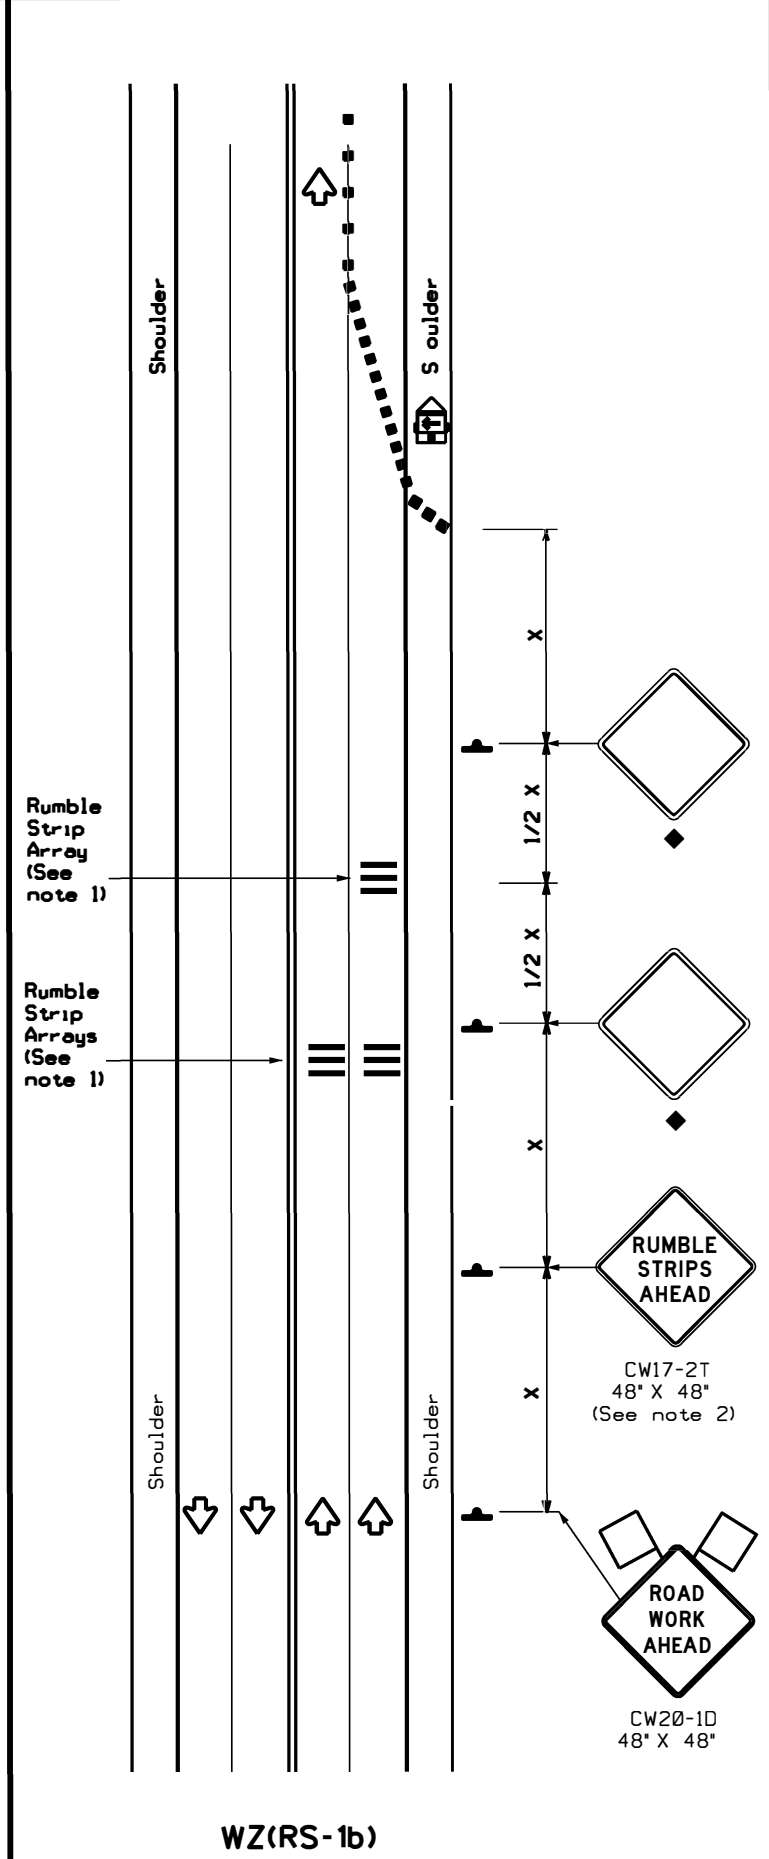 Shoulder
S oulder
X
1/2 X
Rumble
Strip
Array
(See
note 1)
1/2 X
Rumble
Strip
Arrays
(See
note 1)
X
RUMBLE
STRIPS
AHEAD
CW17-2T
48" X 48"
(See note 2)
X
Shoulder
Shoulder
ROAD
WORK
AHEAD
CW20-1D
48" X 48"
WZ(RS-1b)